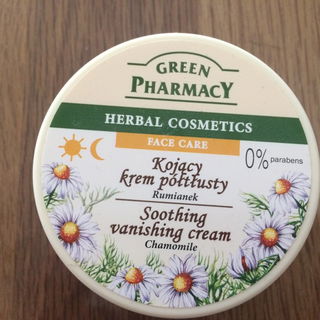 GREEN
PHARMACY
HERBAL COSMETICS
FACE CARE
Kojący
krem półtłusty
Rumianek
0% parabens
Soothing
vanishing cream
Chamomile